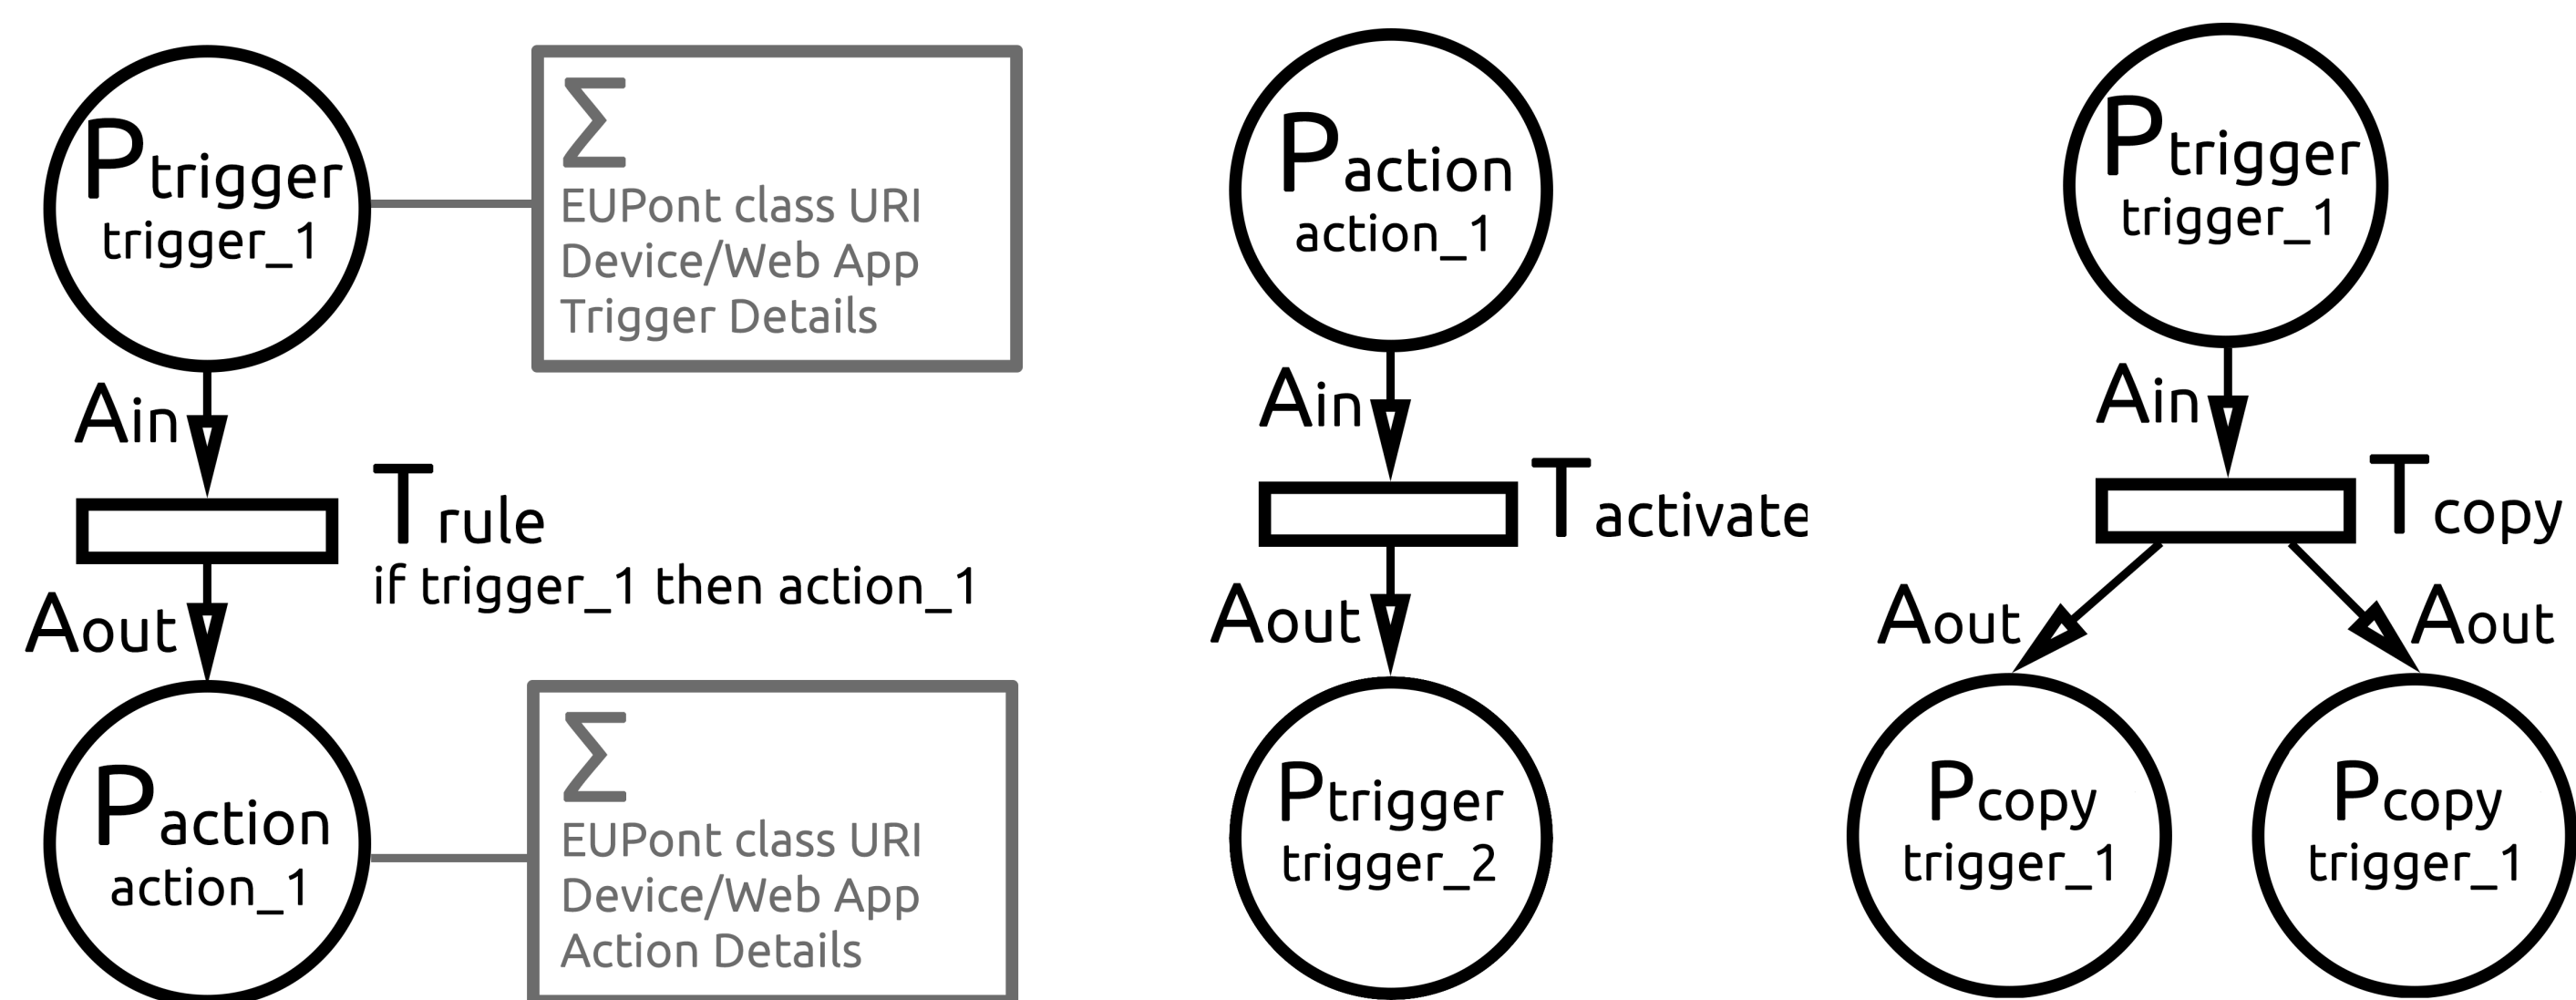 Ptrigger
trigger_1
Σ
EUPont class URI
Device/Web App
Trigger Details
Ain
Trule
if trigger_1 then action_1
Aout
Paction
action_1
Σ
EUPont class URI
Device/Web App
Action Details
Paction
action_1
Ain
Tactivate
Aout
Ptrigger
trigger_2
Ptrigger
trigger_1
Ain
Tcopy
Aout
Aout
Pcopy
trigger_1
Pcopy
trigger_1